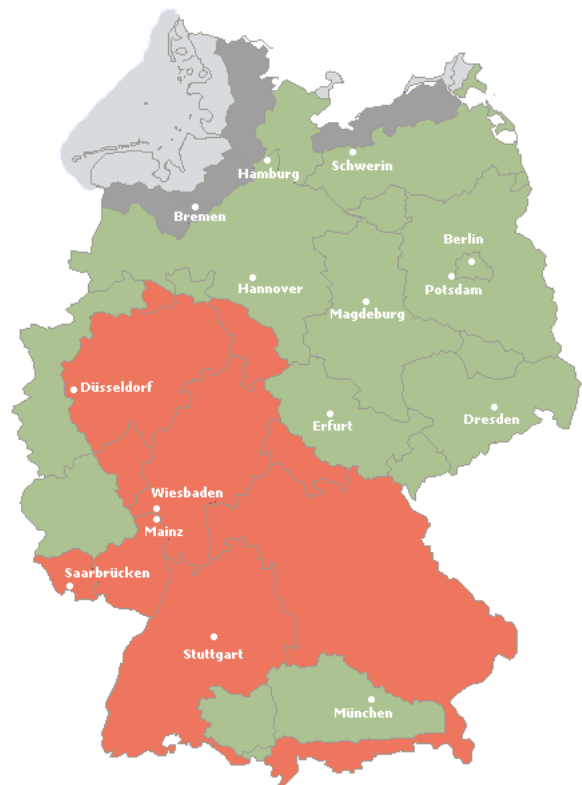 Hamburg
Schwerin
Bremen
Berlin
Hannover
Potsdam
Magdeburg
Düsseldorf
Erfurt
Dresden
Wiesbaden
Mainz
Saarbrücken
Stuttgart
München